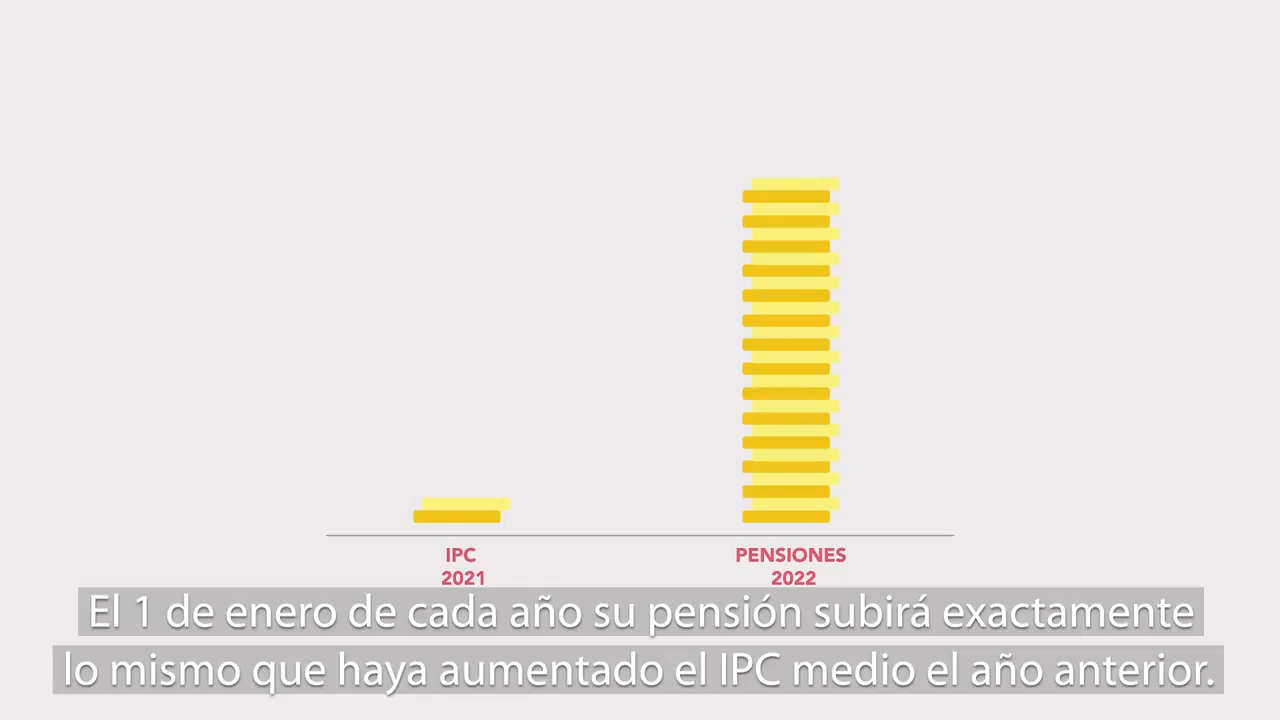 IPC
2021
PENSIONES
2022
El 1 de enero de cada año su pensión subirá exactamente
lo mismo que haya aumentado el IPC medio el año anterior.